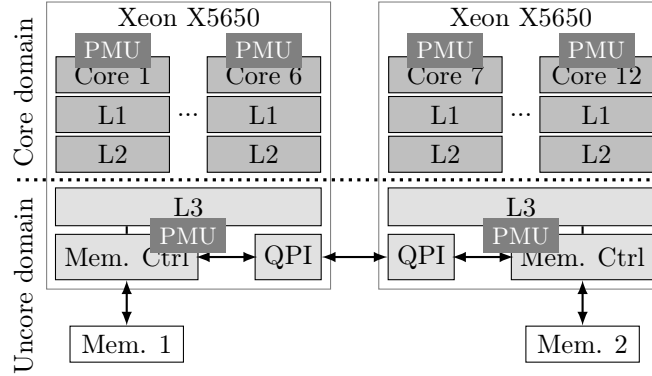 Xeon X5650 Xeon X5650
Core domain
PMU PMU PMU PMU
Core 1 Core 6 Core 7 Core 12
L1 ... L1 L1 ... L1
L2 L2 L2 L2
Uncore domain
L3 L3
PMU PMU
Mem. Ctrl QPI QPI Mem. Ctrl
Mem. 1 Mem. 2